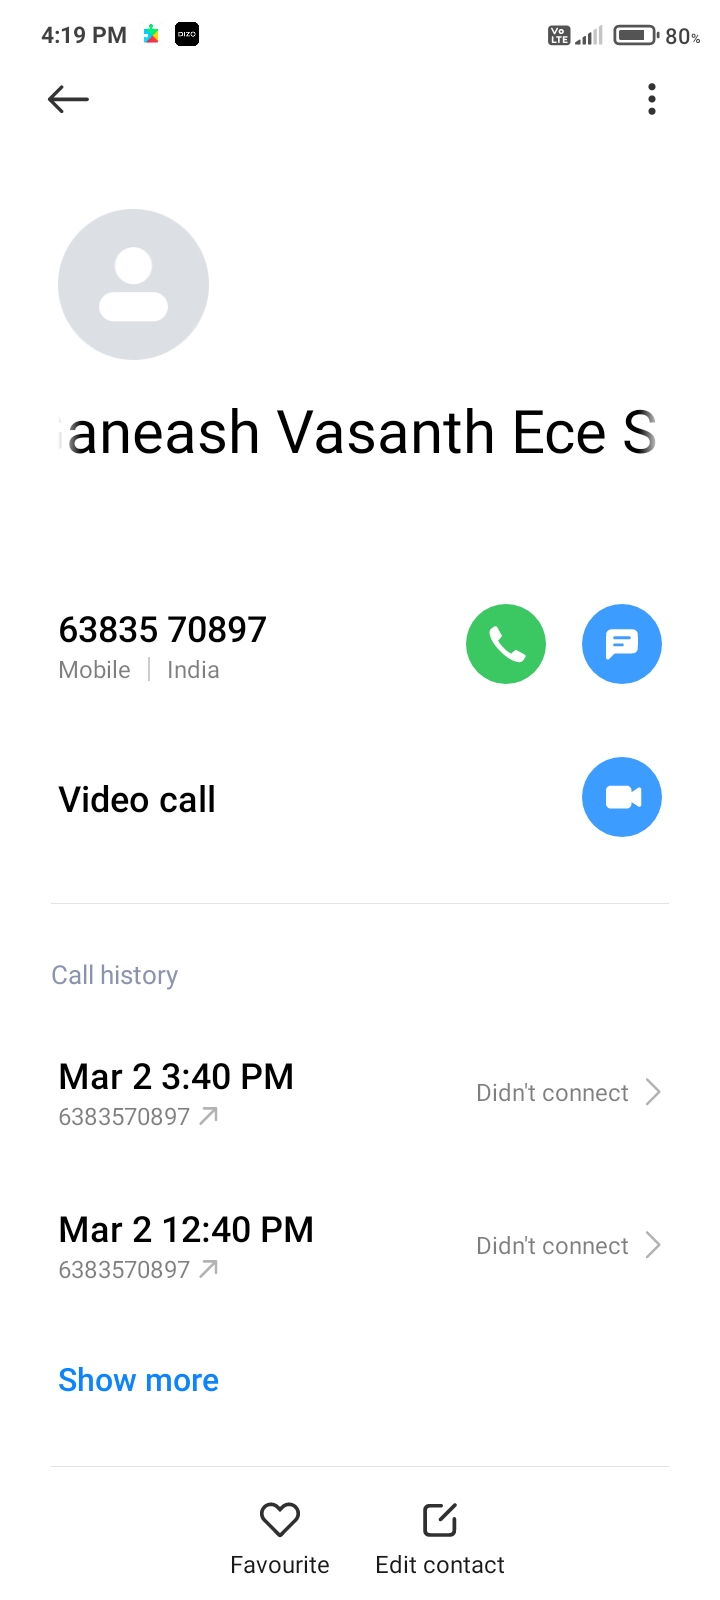 4:19 PM DIZO Vo LTE 80%
aneash Vasanth Ece S
63835 70897
Mobile | India
Video call
Call history
Mar 2 3:40 PM
6383570897
Didn't connect
Mar 2 12:40 PM
6383570897
Didn't connect
Show more
Favourite
Edit contact